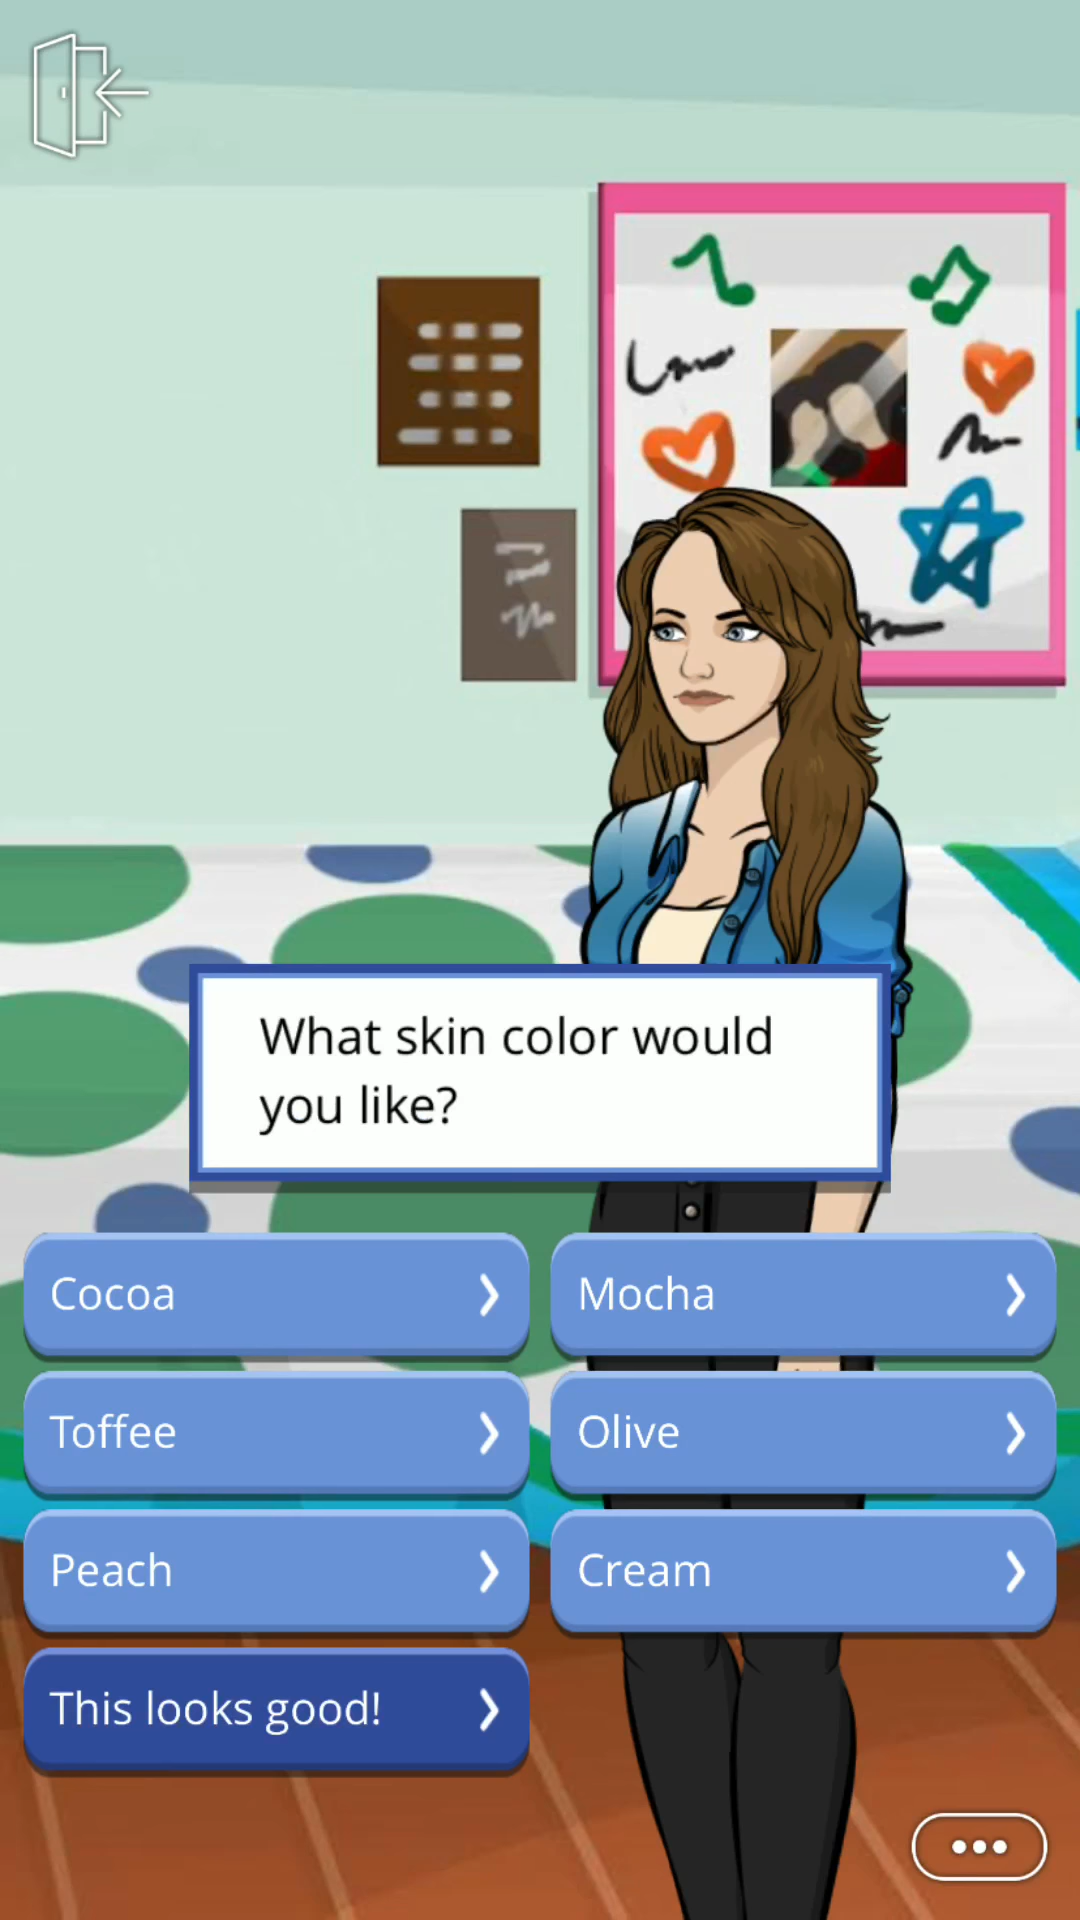 What skin color would
you like?
Cocoa
Mocha
Toffee
Olive
Peach
Cream
This looks good!